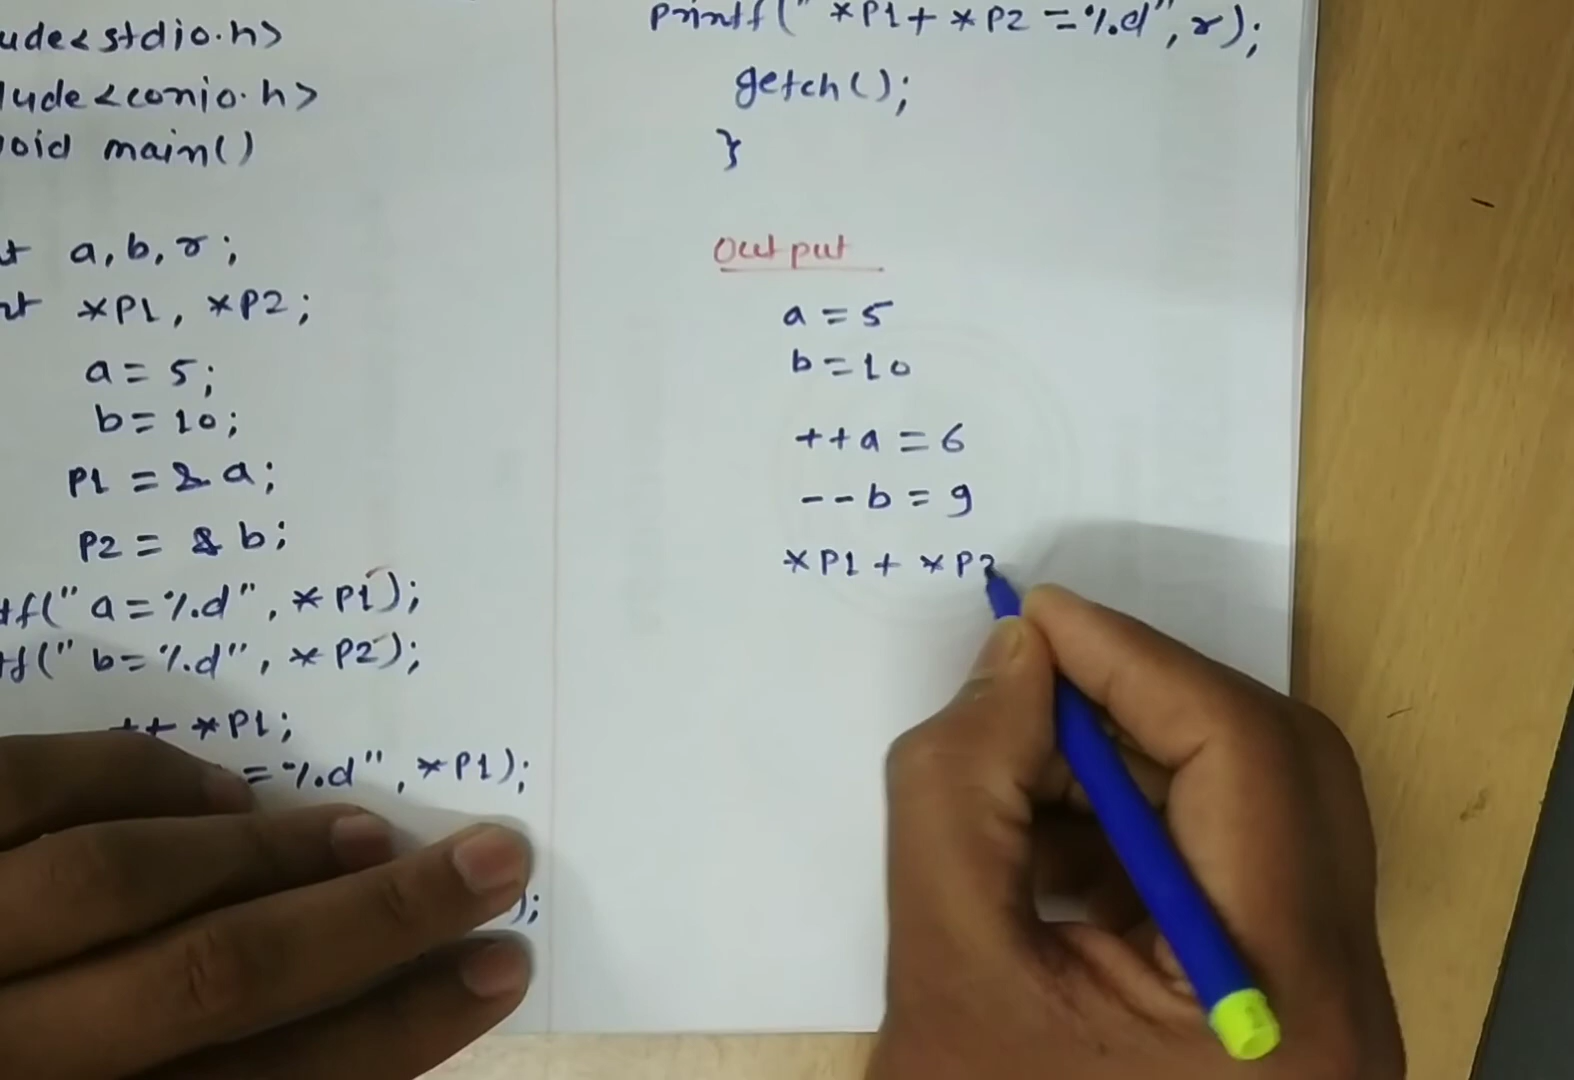 ude<stdio.h>
lude<conio.h>
void main()
a, b, r;
*P1, *P2;
a = 5;
b = 10;
P1 = & a;
P2 = & b;
tf(" a = %d", *P1);
tf(" b = %d", *P2);
++ *P1;
= %d", *P1);
);
printf(" *P1 + *P2 = %d", r);
getch();
}
Output
a = 5
b = 10
++a = 6
--b = 9
*P1 + *P2